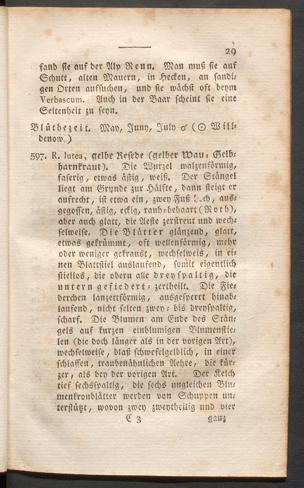 29
fand sie auf der Alp Renn. Man muß sie auf
Schutt, alten Mauern, in Hecken, an sandi-
gen Orten aufsuchen, und sie wächst oft beym
Verbascum. Auch in der Baar scheint sie eine
Seltenheit zu seyn.
Blüthezeit. May, Juny, July ♂ (☉ Will-
denow.)
597. R. lutea, gelbe Resede (gelber Wau, Gelb-
harnkraut). Die Wurzel walzenförmig,
faserig, etwas ästig, weiß. Der Stängel
liegt am Grunde zur Hälfte, dann steigt er
aufrecht, ist etwa ein, zwey Fuß hoch, aus-
gegossen, ästig, eckig, rauh-behaart (Roth),
aber auch glatt, die Aeste zerstreut und wech-
selweise. Die Blätter glänzend, glatt,
etwas gekrümmt, oft wellenförmig, mehr
oder weniger gekraust, wechselweis, in ei-
nen Blattstiel auslaufend, somit eigentlich
stiellos, die obern alle dreyspaltig, die
untern gefiedert-zertheilt. Die Fie-
derchen lanzettförmig, ausgesperrt hinab-
laufend, nicht selten zwey- bis dreyspaltig,
scharf. Die Blumen am Ende des Stän-
gels auf kurzen einblumigen Blumenstie-
len (die doch länger als in der vorigen Art),
wechselweise, blaß schwefelgelblich, in einer
schlaffen, traubenähnlichen Aehre, die kür-
zer, als bey der vorigen Art. Der Kelch
tief sechsspaltig, die sechs ungleichen Blu-
menkronblätter werden von Schuppen un-
terstützt, wovon zwey zweytheilig und vier
C 3 ganz